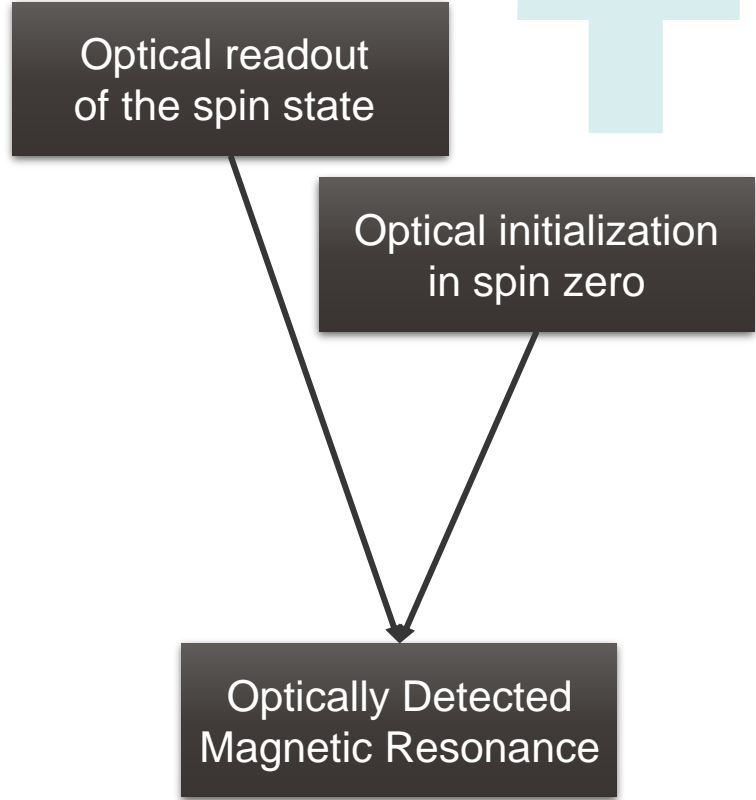 Optical readout
of the spin state
Optical initialization
in spin zero
Optically Detected
Magnetic Resonance